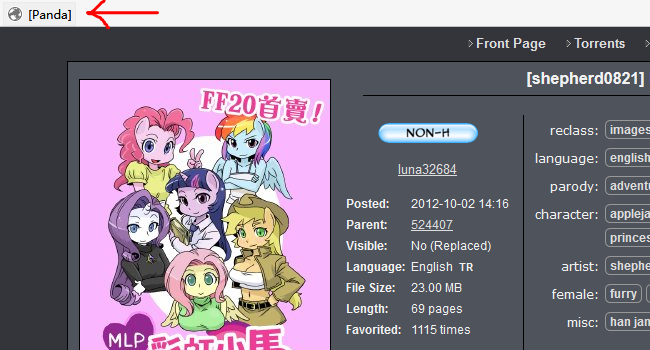 [Panda]
Front Page
Torrents
FF20首賣!
MLP
彩虹小馬
[shepherd0821]
NON-H
luna32684
Posted: 2012-10-02 14:16
Parent: 524407
Visible: No (Replaced)
Language: English TR
File Size: 23.00 MB
Length: 69 pages
Favorited: 1115 times
reclass: images
language: english
parody: adventu
character: appleja
princes
artist: shephe
female: furry
misc: han jam